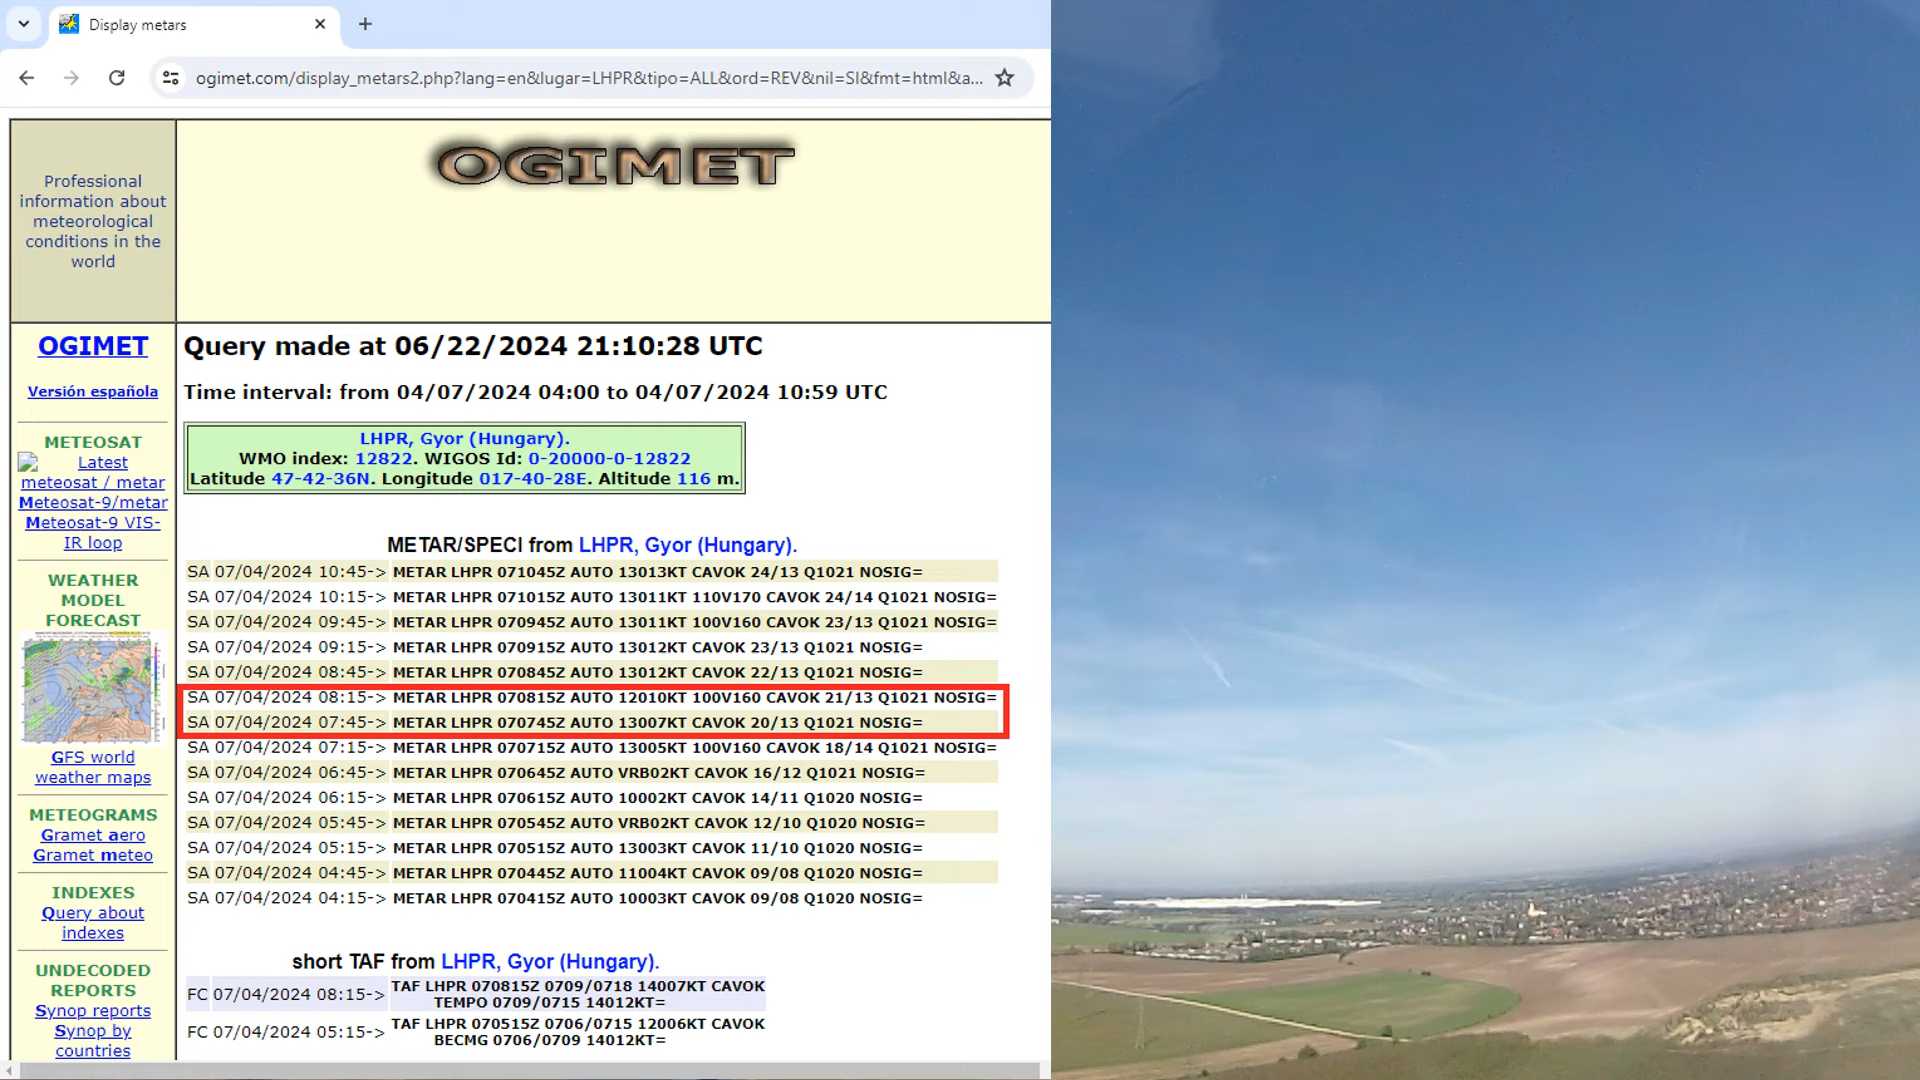 Display metars
ogimet.com/display_metars2.php?lang=en&lugar=LHPR&tipo=ALL&ord=REV&nil=SI&fmt=html&a...
Professional
information about
meteorological
conditions in the
world
OGIMET
OGIMET
Versión española
METEOSAT
Latest
meteosat / metar
Meteosat-9/metar
Meteosat-9 VIS-
IR loop
WEATHER
MODEL
FORECAST
GFS world
weather maps
METEOGRAMS
Gramet aero
Gramet meteo
INDEXES
Query about
indexes
UNDECODED
REPORTS
Synop reports
Synop by
countries
Query made at 06/22/2024 21:10:28 UTC
Time interval: from 04/07/2024 04:00 to 04/07/2024 10:59 UTC
LHPR, Gyor (Hungary).
WMO index: 12822. WIGOS Id: 0-20000-0-12822
Latitude 47-42-36N. Longitude 017-40-28E. Altitude 116 m.
METAR/SPECI from LHPR, Gyor (Hungary).
SA 07/04/2024 10:45-> METAR LHPR 071045Z AUTO 13013KT CAVOK 24/13 Q1021 NOSIG=
SA 07/04/2024 10:15-> METAR LHPR 071015Z AUTO 13011KT 110V170 CAVOK 24/14 Q1021 NOSIG=
SA 07/04/2024 09:45-> METAR LHPR 070945Z AUTO 13011KT 100V160 CAVOK 23/13 Q1021 NOSIG=
SA 07/04/2024 09:15-> METAR LHPR 070915Z AUTO 13012KT CAVOK 23/13 Q1021 NOSIG=
SA 07/04/2024 08:45-> METAR LHPR 070845Z AUTO 13012KT CAVOK 22/13 Q1021 NOSIG=
SA 07/04/2024 08:15-> METAR LHPR 070815Z AUTO 12010KT 100V160 CAVOK 21/13 Q1021 NOSIG=
SA 07/04/2024 07:45-> METAR LHPR 070745Z AUTO 13007KT CAVOK 20/13 Q1021 NOSIG=
SA 07/04/2024 07:15-> METAR LHPR 070715Z AUTO 13005KT 100V160 CAVOK 18/14 Q1021 NOSIG=
SA 07/04/2024 06:45-> METAR LHPR 070645Z AUTO VRB02KT CAVOK 16/12 Q1021 NOSIG=
SA 07/04/2024 06:15-> METAR LHPR 070615Z AUTO 10002KT CAVOK 14/11 Q1020 NOSIG=
SA 07/04/2024 05:45-> METAR LHPR 070545Z AUTO VRB02KT CAVOK 12/10 Q1020 NOSIG=
SA 07/04/2024 05:15-> METAR LHPR 070515Z AUTO 13003KT CAVOK 11/10 Q1020 NOSIG=
SA 07/04/2024 04:45-> METAR LHPR 070445Z AUTO 11004KT CAVOK 09/08 Q1020 NOSIG=
SA 07/04/2024 04:15-> METAR LHPR 070415Z AUTO 10003KT CAVOK 09/08 Q1020 NOSIG=
short TAF from LHPR, Gyor (Hungary).
FC 07/04/2024 08:15-> TAF LHPR 070815Z 0709/0718 14007KT CAVOK
TEMPO 0709/0715 14012KT=
FC 07/04/2024 05:15-> TAF LHPR 070515Z 0706/0715 12006KT CAVOK
BECMG 0706/0709 14012KT=